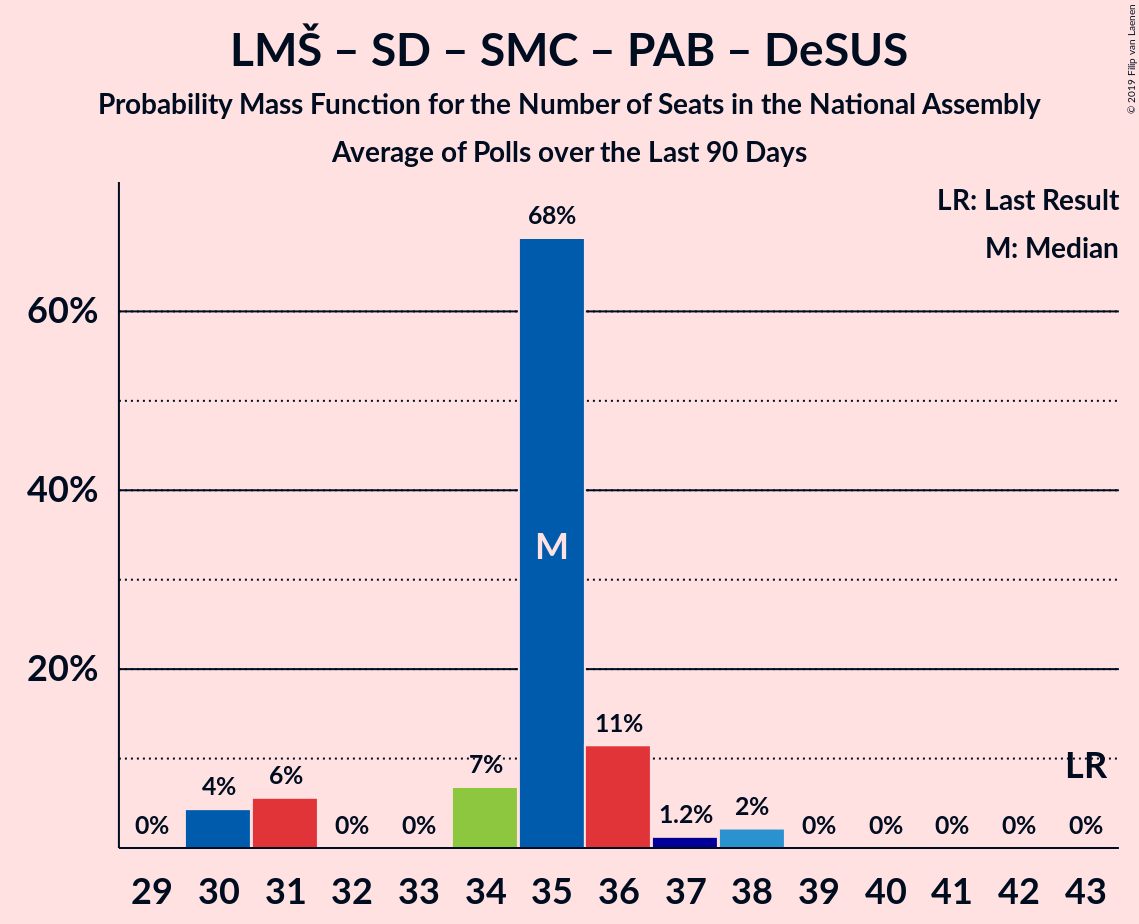 LMŠ – SD – SMC – PAB – DeSUS
Probability Mass Function for the Number of Seats in the National Assembly
Average of Polls over the Last 90 Days
© 2019 Filip van Laenen
LR: Last Result
M: Median
68%
60%
40%
M
20%
11%
LR
7%
6%
4%
2%
1.2%
0% 0% 0% 0% 0% 0% 0% 0%
29 30 31 32 33 34 35 36 37 38 39 40 41 42 43